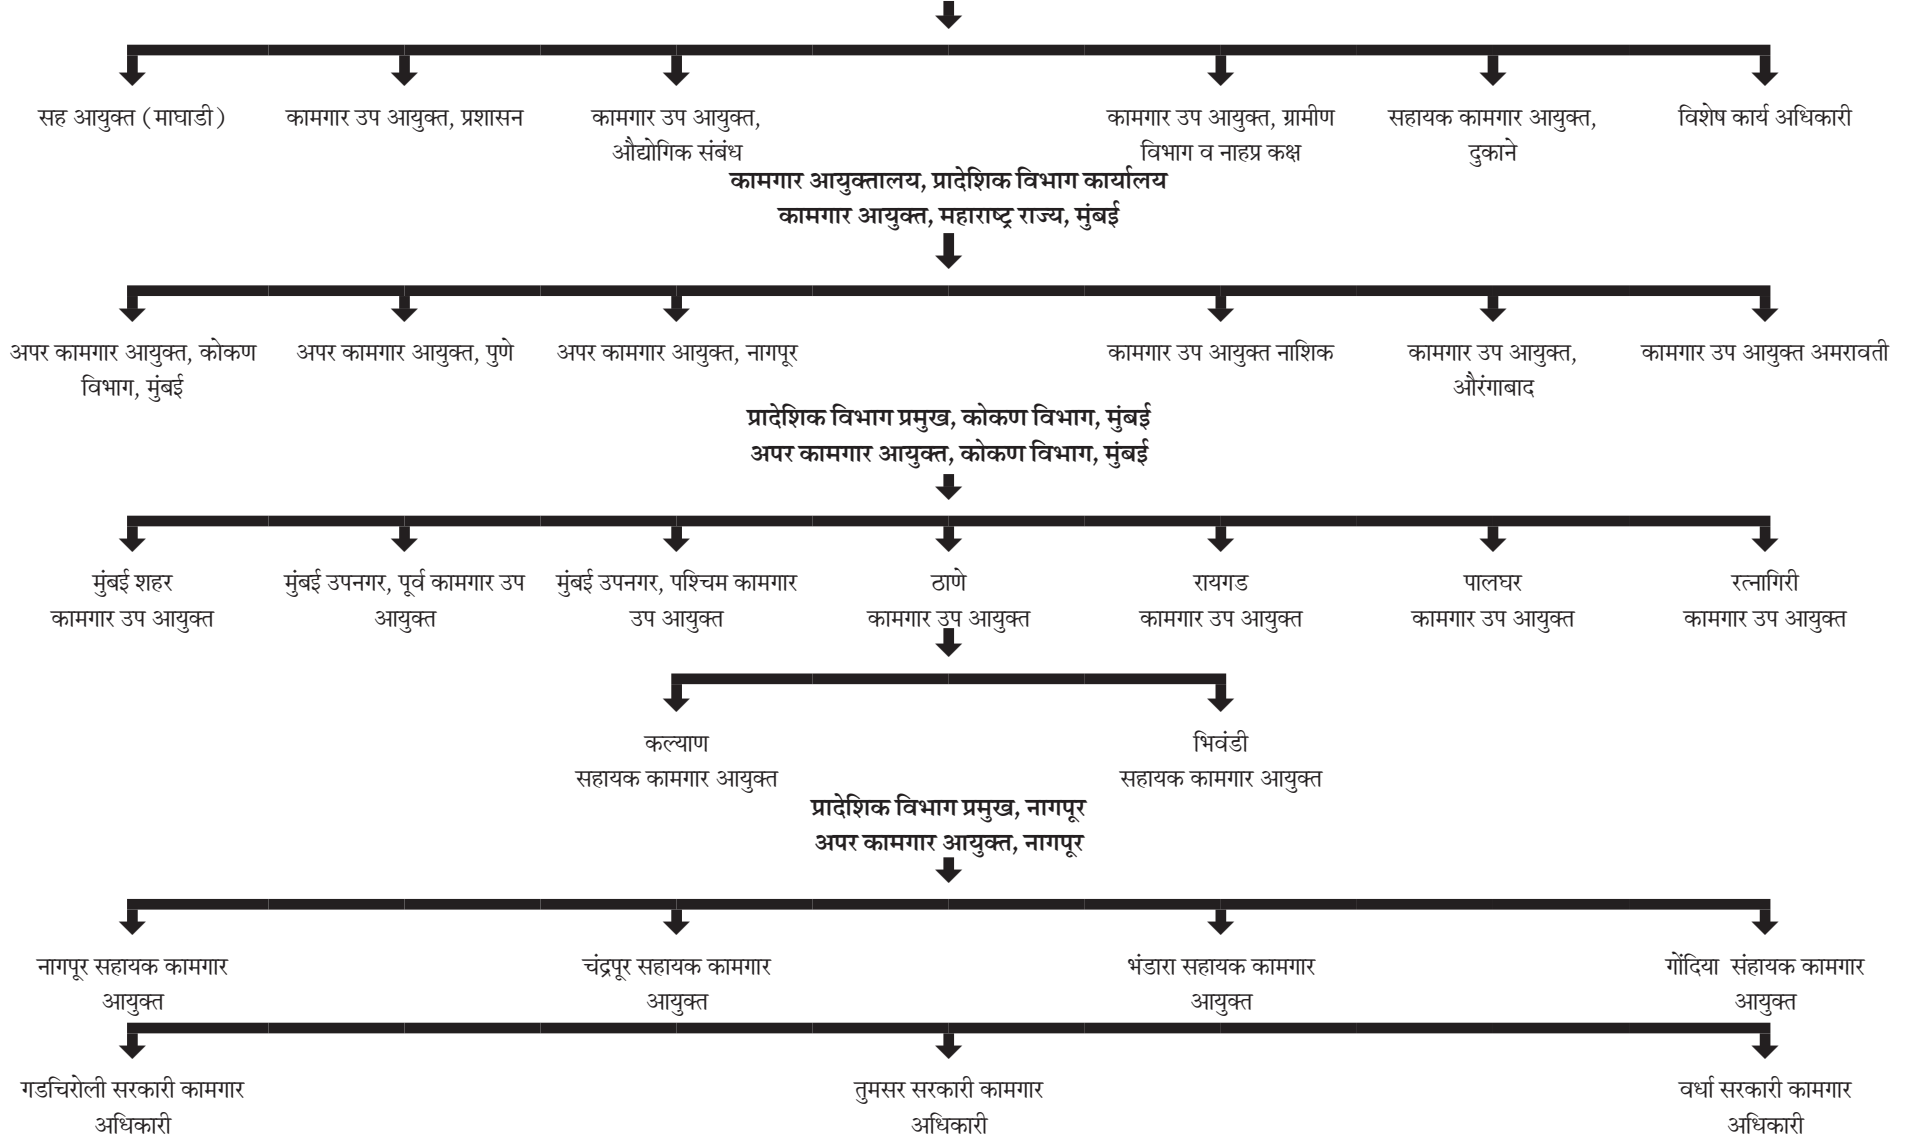 सह आयुक्त (माघाडी)
कामगार उप आयुक्त, प्रशासन
कामगार उप आयुक्त,
औद्योगिक संबंध
कामगार उप आयुक्त, ग्रामीण
विभाग व नाहप्र कक्ष
सहायक कामगार आयुक्त,
दुकाने
विशेष कार्य अधिकारी
कामगार आयुक्तालय, प्रादेशिक विभाग कार्यालय
कामगार आयुक्त, महाराष्ट्र राज्य, मुंबई
अपर कामगार आयुक्त, कोकण
विभाग, मुंबई
अपर कामगार आयुक्त, पुणे
अपर कामगार आयुक्त, नागपूर
कामगार उप आयुक्त नाशिक
कामगार उप आयुक्त,
औरंगाबाद
कामगार उप आयुक्त अमरावती
प्रादेशिक विभाग प्रमुख, कोकण विभाग, मुंबई
अपर कामगार आयुक्त, कोकण विभाग, मुंबई
मुंबई शहर
कामगार उप आयुक्त
मुंबई उपनगर, पूर्व कामगार उप
आयुक्त
मुंबई उपनगर, पश्चिम कामगार
उप आयुक्त
ठाणे
कामगार उप आयुक्त
रायगड
कामगार उप आयुक्त
पालघर
कामगार उप आयुक्त
रत्नागिरी
कामगार उप आयुक्त
कल्याण
सहायक कामगार आयुक्त
भिवंडी
सहायक कामगार आयुक्त
प्रादेशिक विभाग प्रमुख, नागपूर
अपर कामगार आयुक्त, नागपूर
नागपूर सहायक कामगार
आयुक्त
चंद्रपूर सहायक कामगार
आयुक्त
भंडारा सहायक कामगार
आयुक्त
गोंदिया संहायक कामगार
आयुक्त
गडचिरोली सरकारी कामगार
अधिकारी
तुमसर सरकारी कामगार
अधिकारी
वर्धा सरकारी कामगार
अधिकारी